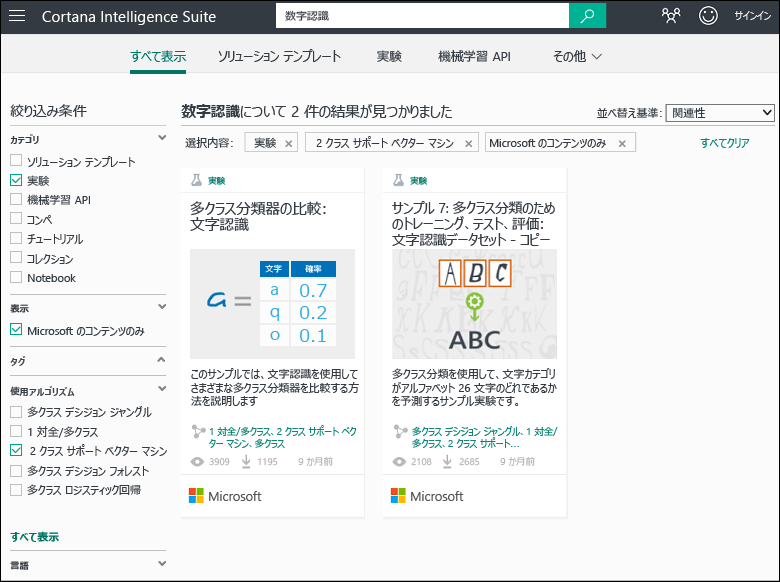 Cortana Intelligence Suite
数字認識
サインイン
すべて表示
ソリューション テンプレート
実験
機械学習 API
その他
絞り込み条件
カテゴリ
ソリューション テンプレート
実験
機械学習 API
コンペ
チュートリアル
コレクション
Notebook
表示
Microsoft のコンテンツのみ
タグ
使用アルゴリズム
多クラス デシジョン ジャングル
1 対全/多クラス
2 クラス サポート ベクター マシン
多クラス デシジョン フォレスト
多クラス ロジスティック回帰
すべて表示
言語
数字認識について 2 件の結果が見つかりました
並べ替え基準: 関連性
選択内容: 実験 × 2 クラス サポート ベクター マシン × Microsoft のコンテンツのみ ×
すべてクリア
実験
多クラス分類器の比較:
文字認識
文字 確率
a =
a 0.7
q 0.2
o 0.1
このサンプルでは、文字認識を使用して
さまざまな多クラス分類器を比較する方
法を説明します
1 対全/多クラス、2 クラス サポート ベク
ター マシン、多クラス
3909 1195 9 か月前
Microsoft
実験
サンプル 7: 多クラス分類のため
のトレーニング、テスト、評価:
文字認識データセット - コピー
A B C
ABC
多クラス分類を使用して、文字カテゴリ
がアルファベット 26 文字のどれであるか
を予測するサンプル実験です。
多クラス デシジョン ジャングル、1 対全/
多クラス、2 クラス サポート...
2108 2685 9 か月前
Microsoft